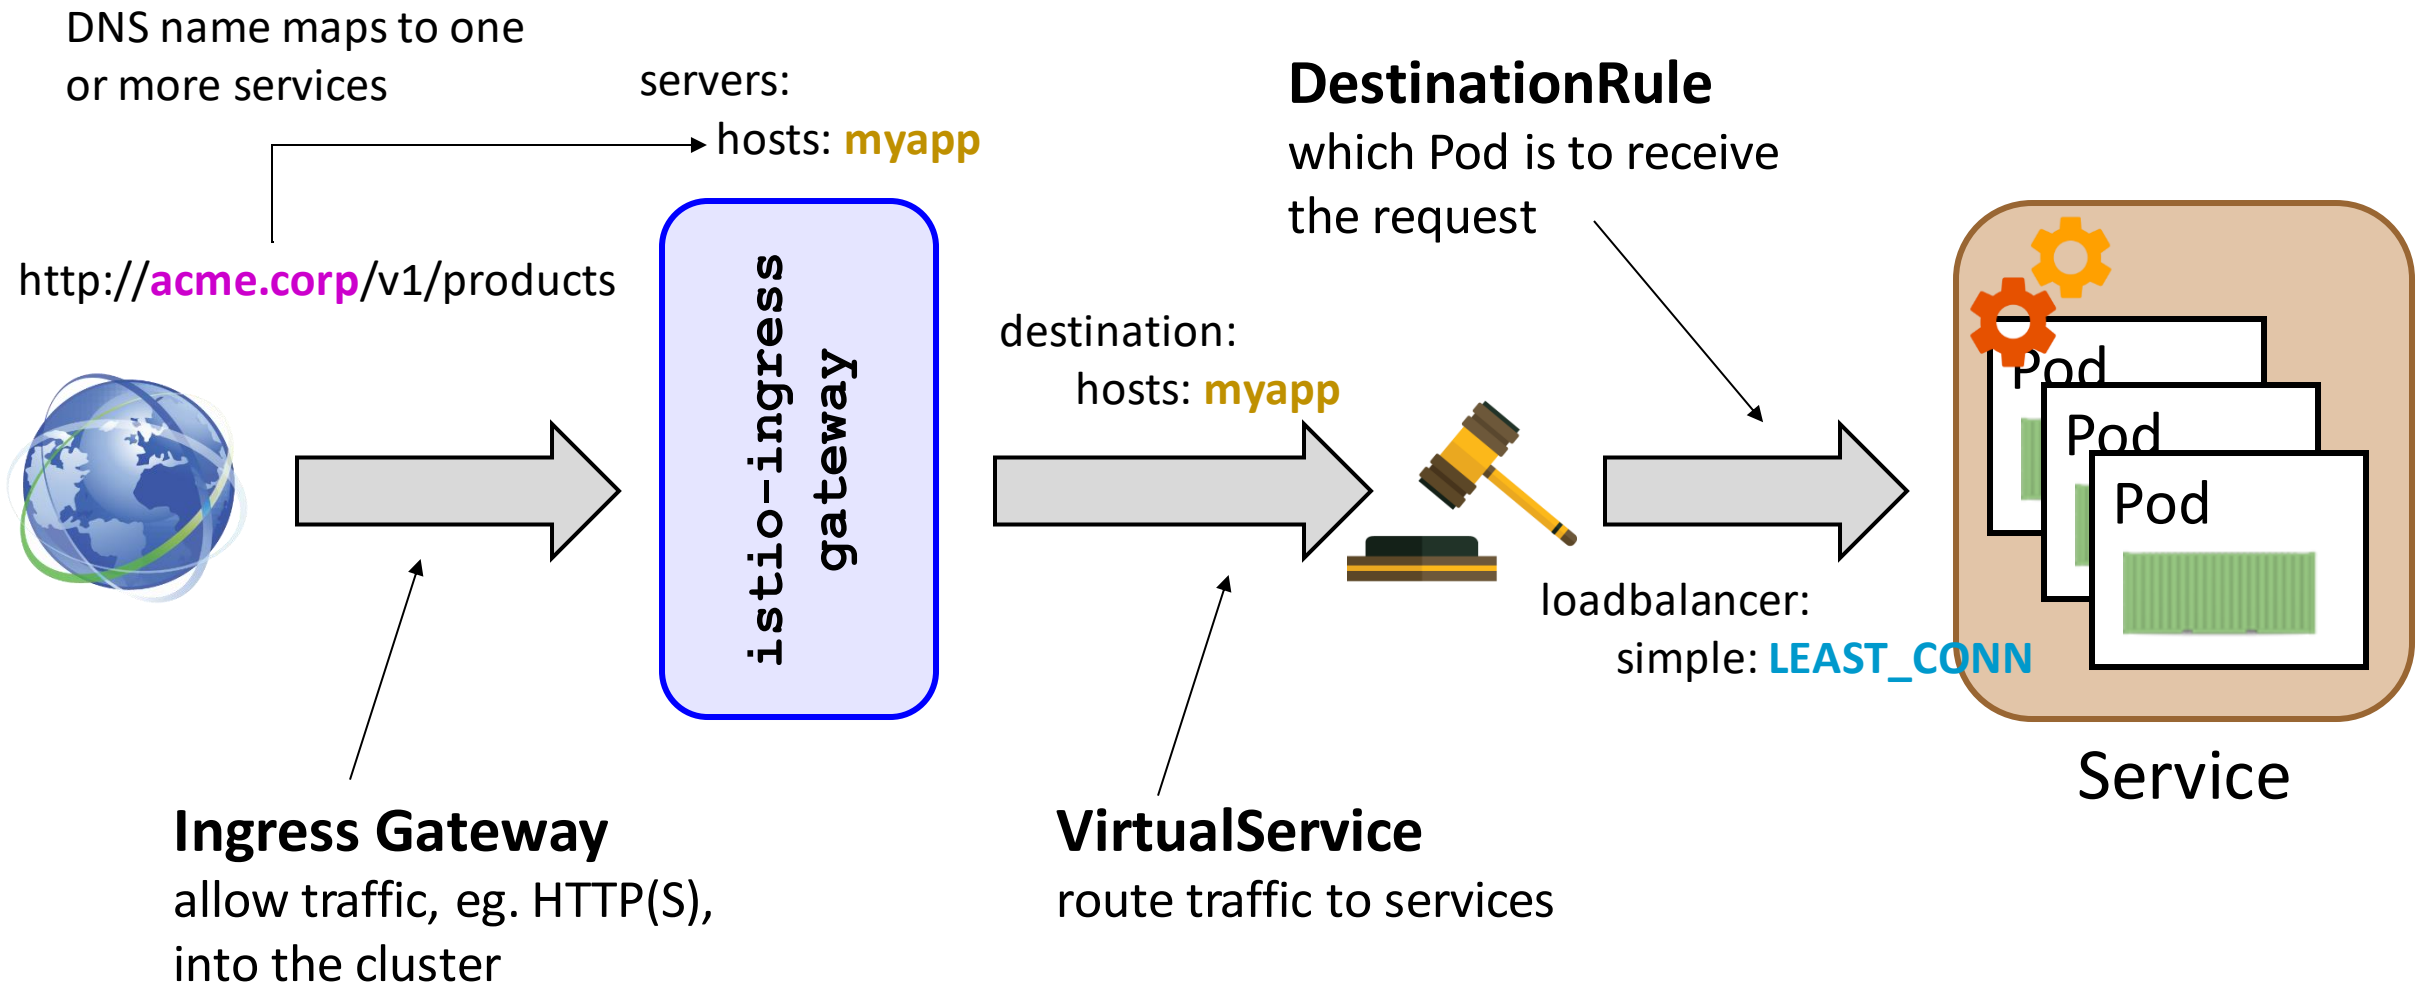 DNS name maps to one
or more services
servers:
hosts: myapp
http://acme.corp/v1/products
istio-ingress
gateway
Ingress Gateway
allow traffic, eg. HTTP(S),
into the cluster
destination:
hosts: myapp
VirtualService
route traffic to services
DestinationRule
which Pod is to receive
the request
loadbalancer:
simple: LEAST_CONN
Pod
Pod
Pod
Service